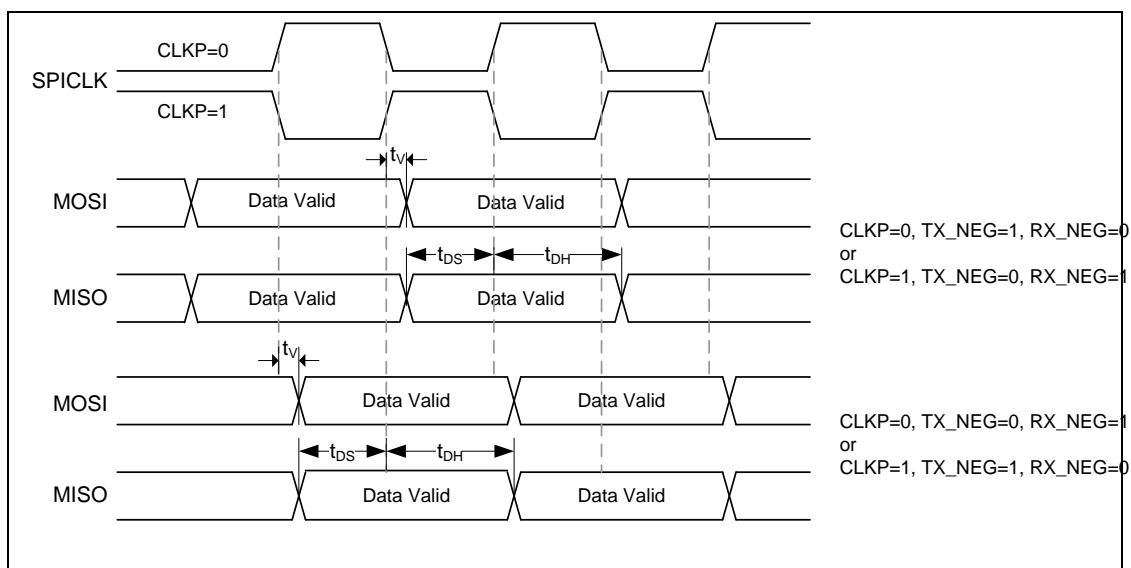 CLKP=0
SPICLK
CLKP=1
tV
MOSI
Data Valid
Data Valid
CLKP=0, TX_NEG=1, RX_NEG=0
or
CLKP=1, TX_NEG=0, RX_NEG=1
tDS
tDH
MISO
Data Valid
Data Valid
tV
MOSI
Data Valid
Data Valid
CLKP=0, TX_NEG=0, RX_NEG=1
or
CLKP=1, TX_NEG=1, RX_NEG=0
tDS
tDH
MISO
Data Valid
Data Valid